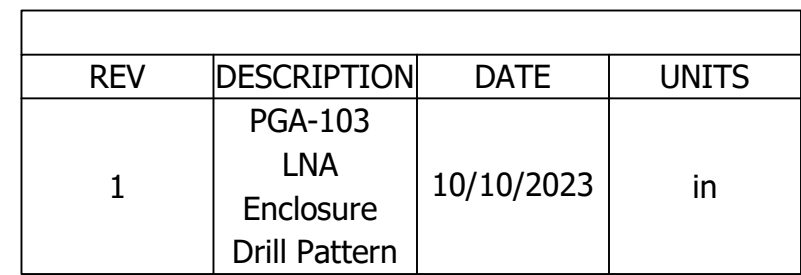 REV DESCRIPTION DATE UNITS
PGA-103
LNA
1 10/10/2023 in
Enclosure
Drill Pattern